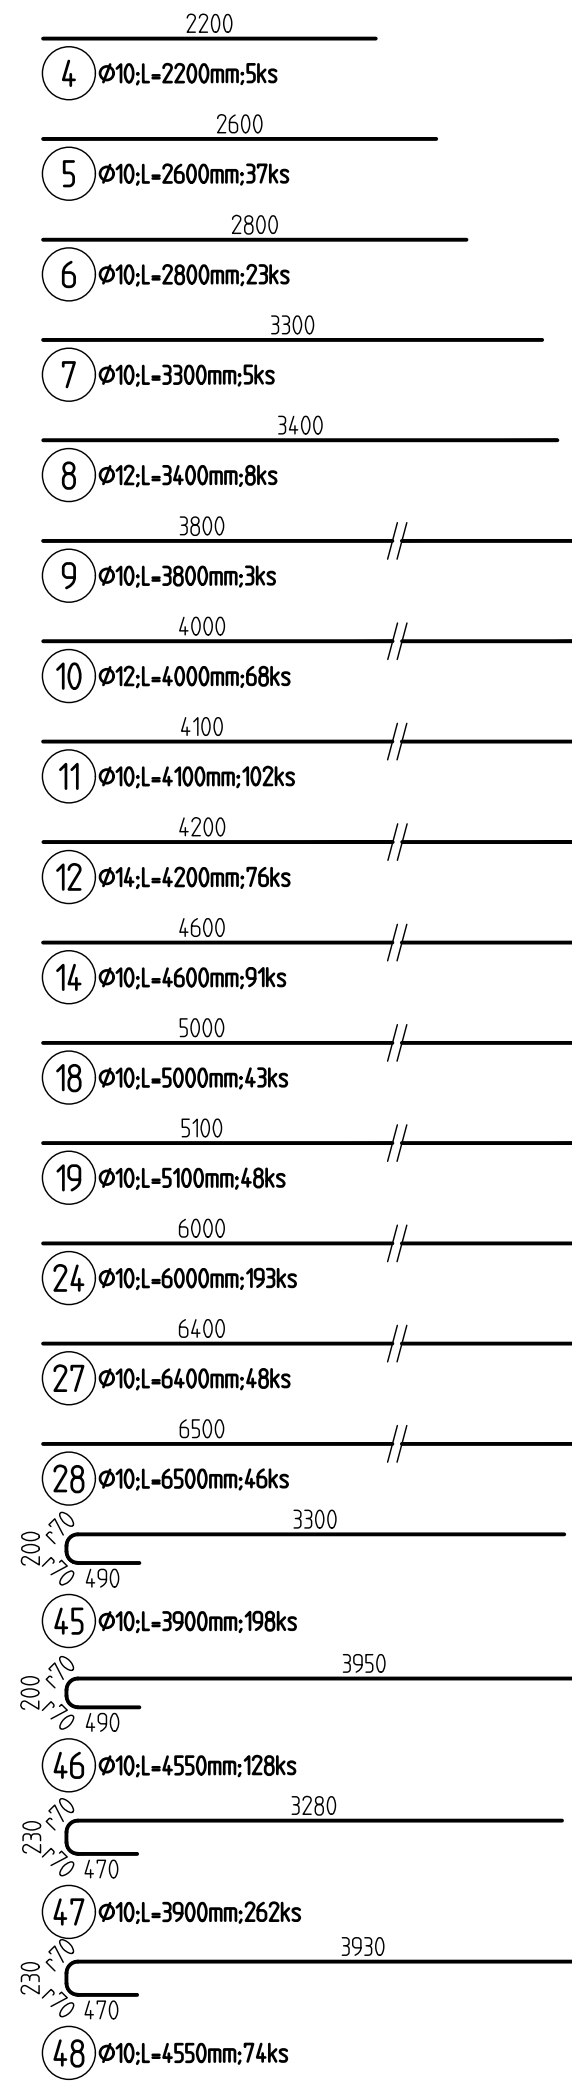 2200
4 Ø10;L=2200mm;5ks
2600
5 Ø10;L=2600mm;37ks
2800
6 Ø10;L=2800mm;23ks
3300
7 Ø10;L=3300mm;5ks
3400
8 Ø12;L=3400mm;8ks
3800
9 Ø10;L=3800mm;3ks
4000
10 Ø12;L=4000mm;68ks
4100
11 Ø10;L=4100mm;102ks
4200
12 Ø14;L=4200mm;76ks
4600
14 Ø10;L=4600mm;91ks
5000
18 Ø10;L=5000mm;43ks
5100
19 Ø10;L=5100mm;48ks
6000
24 Ø10;L=6000mm;193ks
6400
27 Ø10;L=6400mm;48ks
6500
28 Ø10;L=6500mm;46ks
3300
r70
200
r70
490
45 Ø10;L=3900mm;198ks
3950
r70
200
r70
490
46 Ø10;L=4550mm;128ks
3280
r70
230
r70
470
47 Ø10;L=3900mm;262ks
3930
r70
230
r70
470
48 Ø10;L=4550mm;74ks